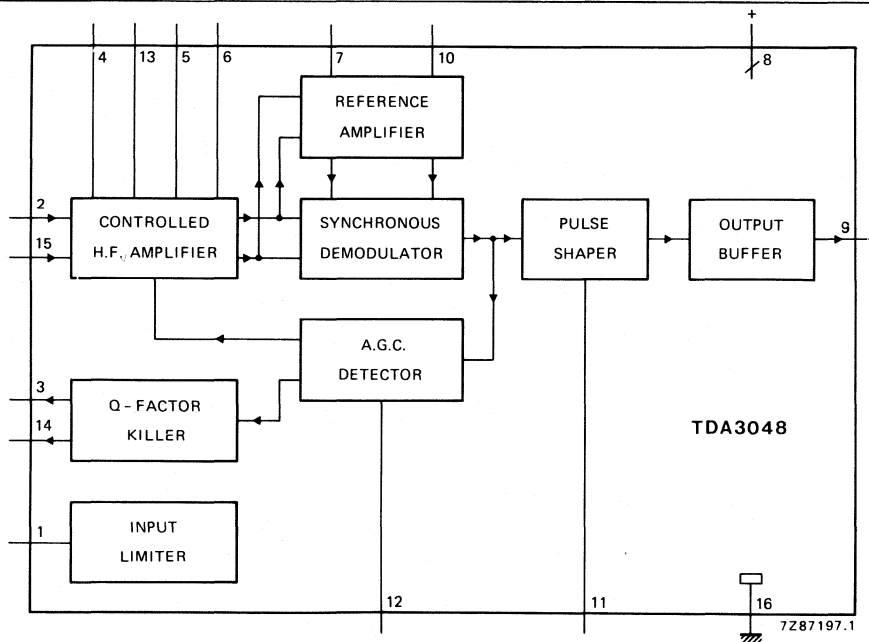 +
4 13 5 6 7 10 8
REFERENCE
AMPLIFIER
2
15
CONTROLLED
H.F. AMPLIFIER
SYNCHRONOUS
DEMODULATOR
PULSE
SHAPER
OUTPUT
BUFFER
9
A.G.C.
DETECTOR
3
14
Q-FACTOR
KILLER
TDA3048
1
INPUT
LIMITER
12 11 16
7Z87197.1